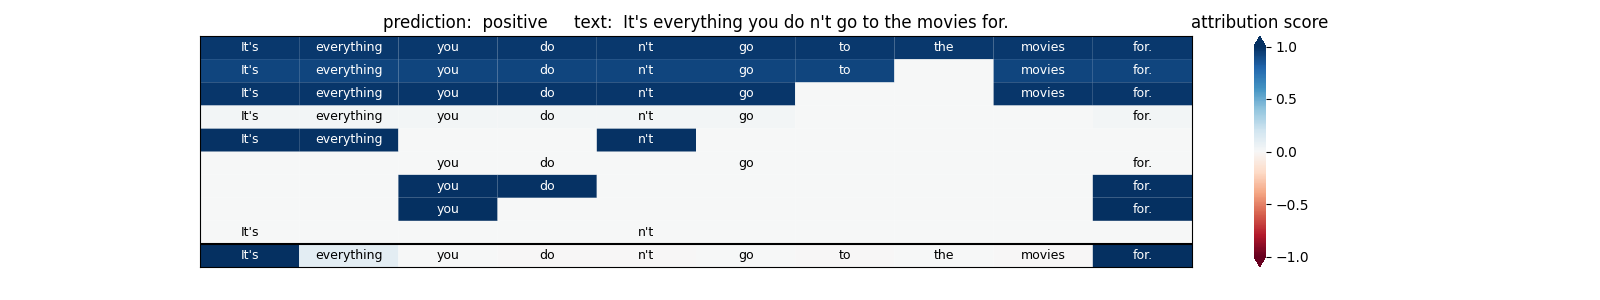 prediction:  positive     text:  It's everything you do n't go to the movies for.
attribution score
It's everything you do n't go to the movies for.
It's everything you do n't go to movies for.
It's everything you do n't go movies for.
It's everything you do n't go for.
It's everything n't
you do go for.
you do for.
you for.
It's n't
It's everything you do n't go to the movies for.
1.0
0.5
0.0
−0.5
−1.0